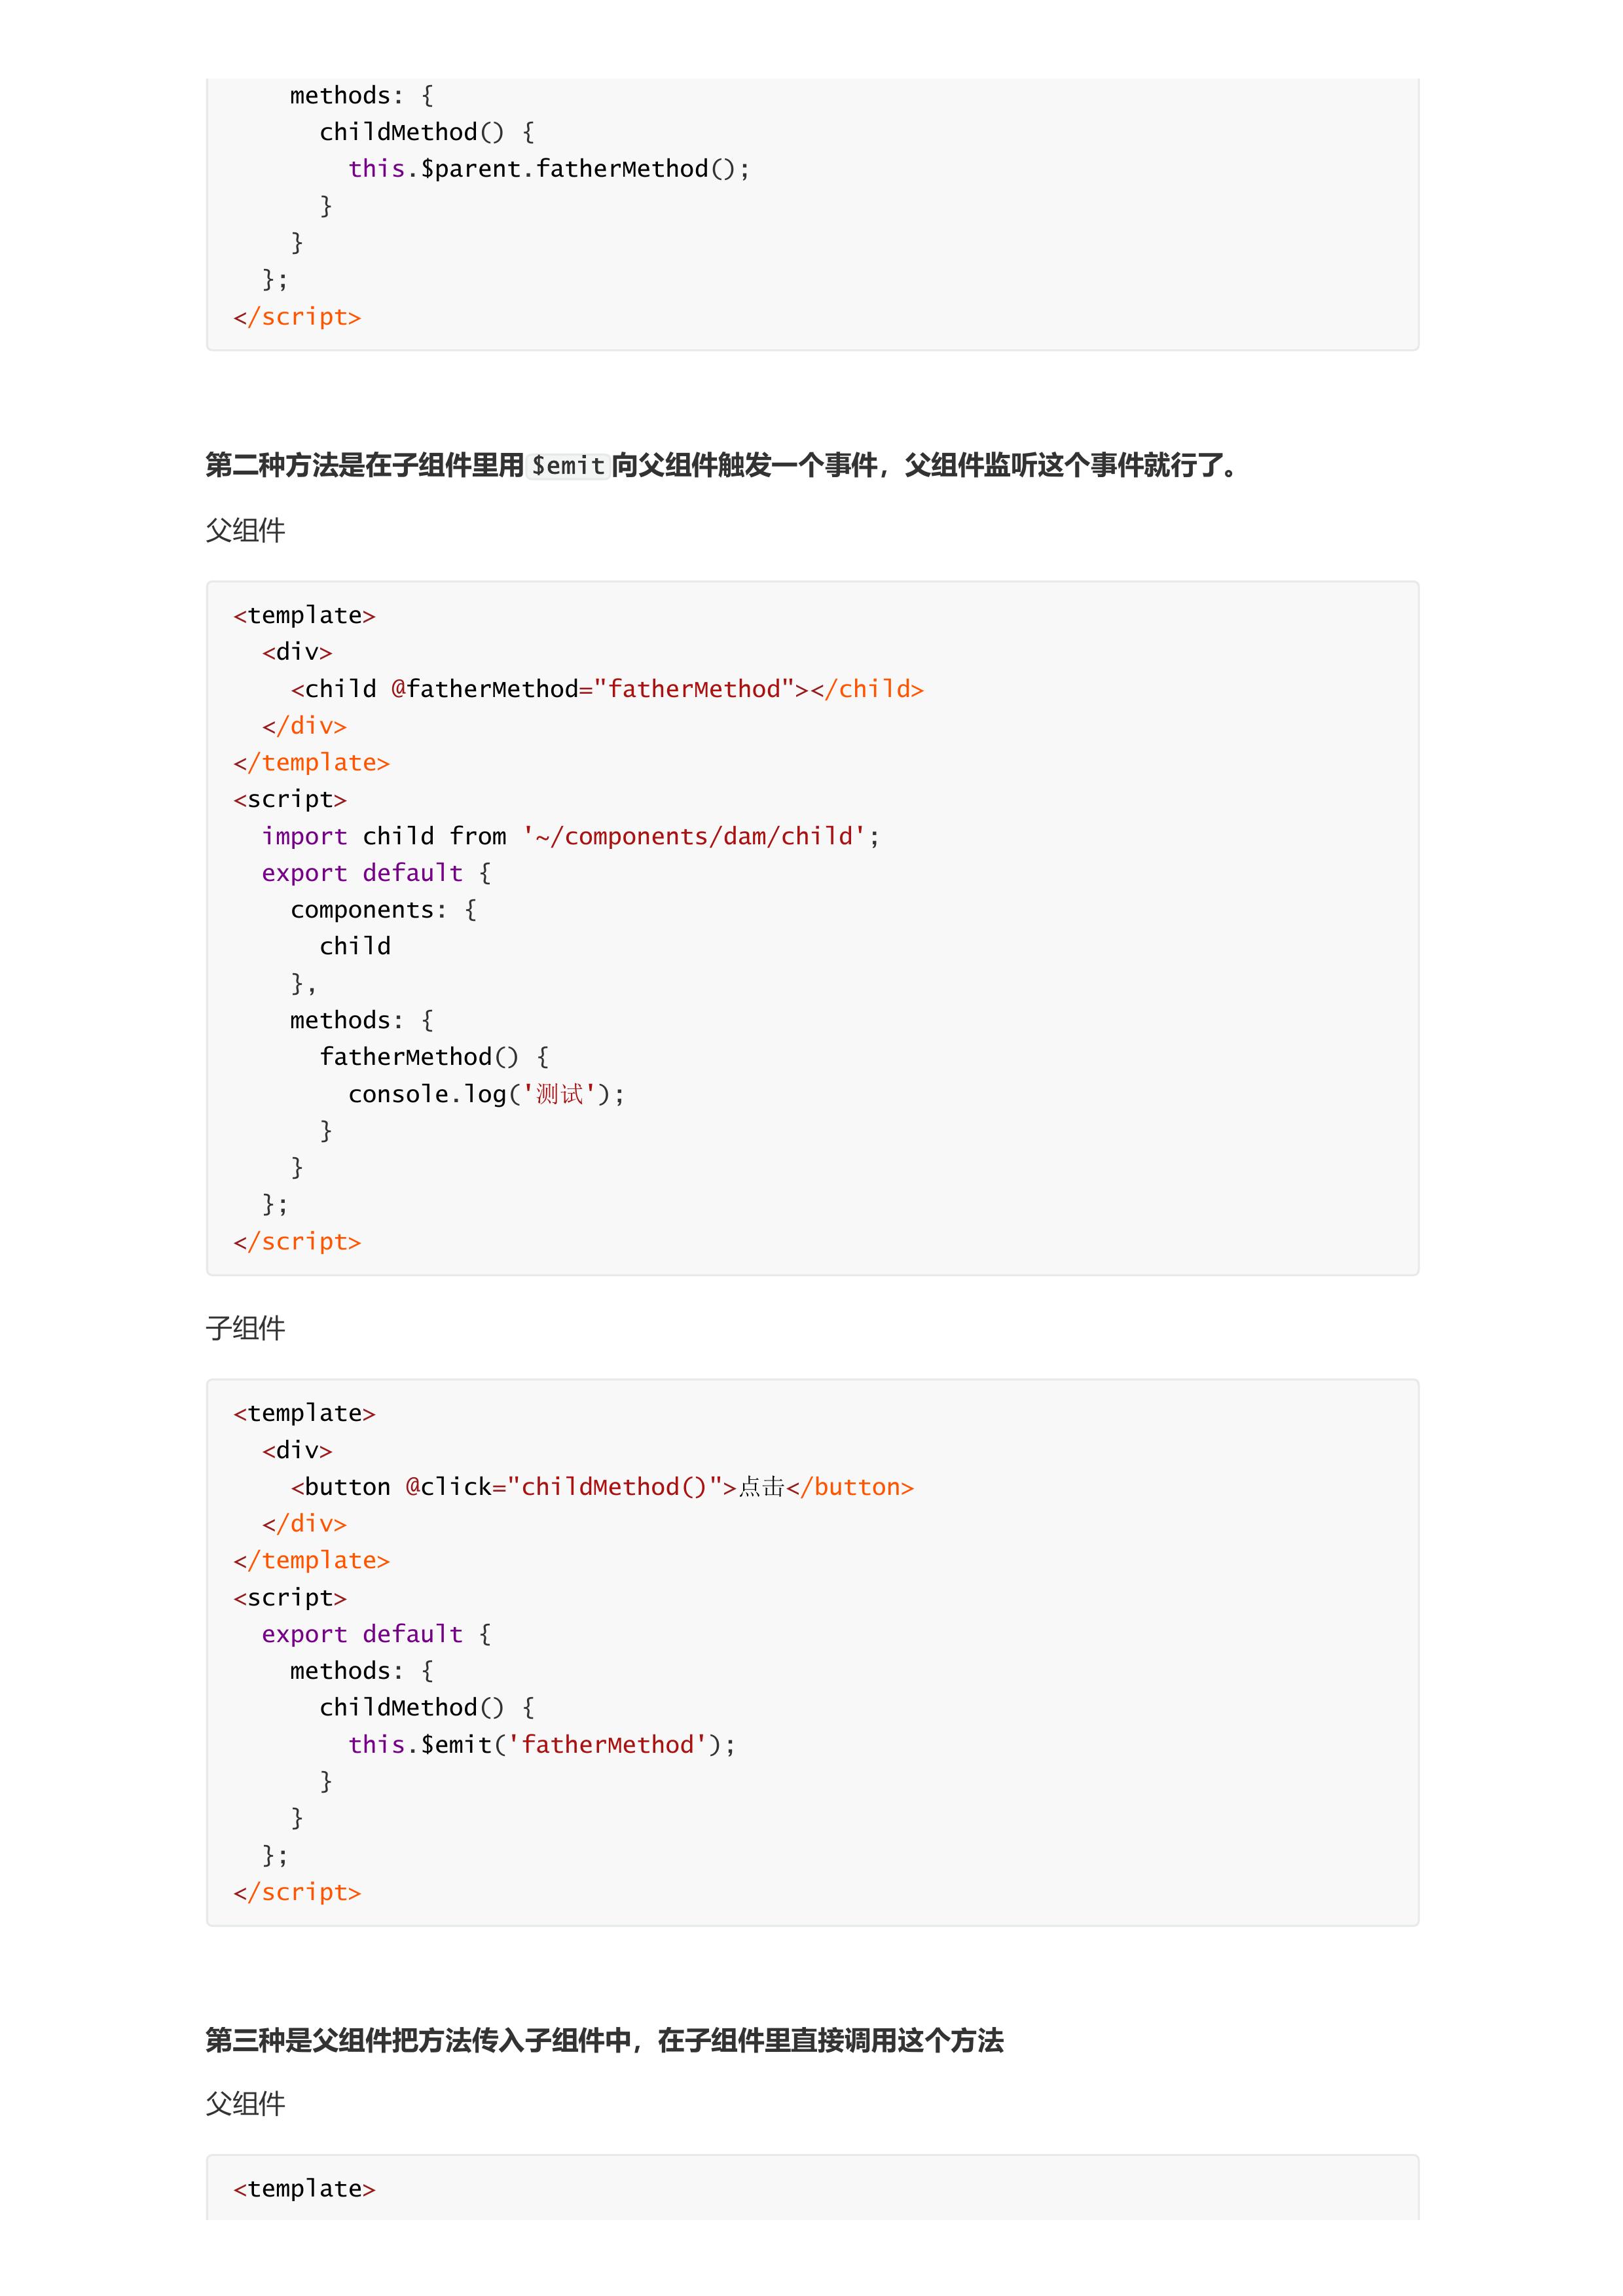 methods: {
      childMethod() {
        this.$parent.fatherMethod();
      }
    }
  };
</script>
第二种方法是在子组件里用$emit向父组件触发一个事件，父组件监听这个事件就行了。
父组件
<template>
  <div>
    <child @fatherMethod="fatherMethod"></child>
  </div>
</template>
<script>
  import child from '~/components/dam/child';
  export default {
    components: {
      child
    },
    methods: {
      fatherMethod() {
        console.log('测试');
      }
    }
  };
</script>
子组件
<template>
  <div>
    <button @click="childMethod()">点击</button>
  </div>
</template>
<script>
  export default {
    methods: {
      childMethod() {
        this.$emit('fatherMethod');
      }
    }
  };
</script>
第三种是父组件把方法传入子组件中，在子组件里直接调用这个方法
父组件
<template>